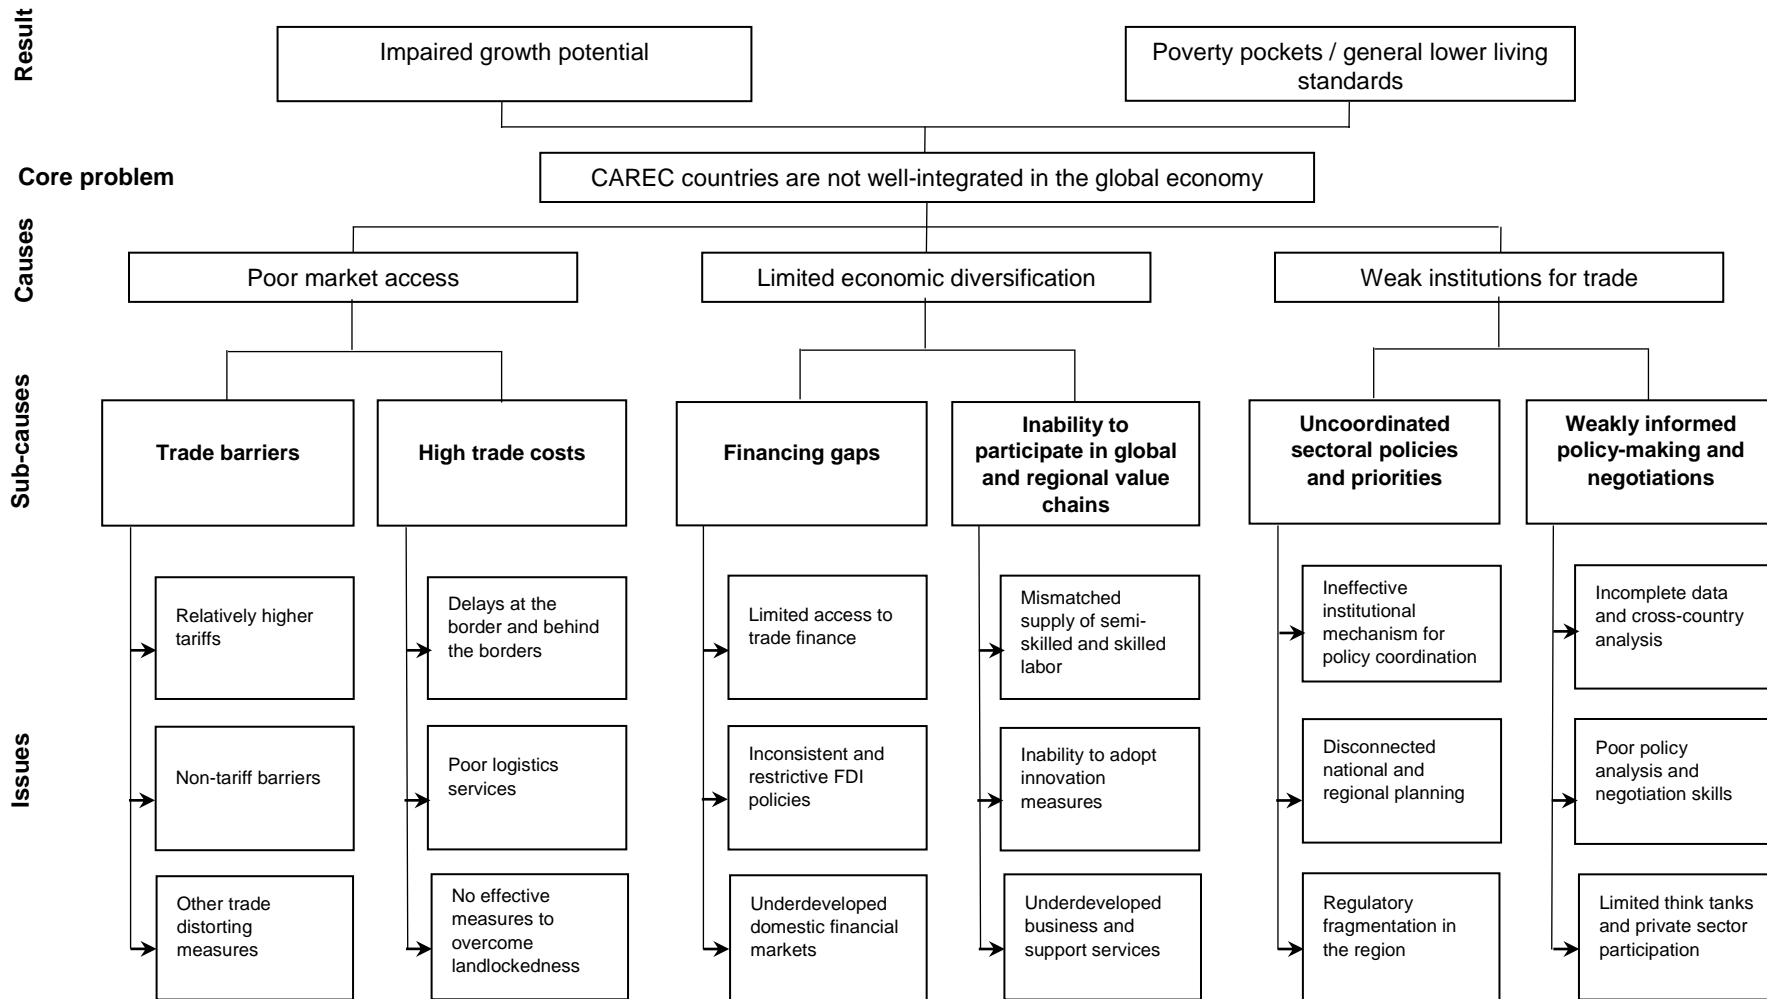 Result
Impaired growth potential
Poverty pockets / general lower living
standards
Core problem
CAREC countries are not well-integrated in the global economy
Causes
Poor market access
Limited economic diversification
Weak institutions for trade
Sub-causes
Trade barriers
High trade costs
Financing gaps
Inability to
participate in global
and regional value
chains
Uncoordinated
sectoral policies
and priorities
Weakly informed
policy-making and
negotiations
Issues
Relatively higher
tariffs
Delays at the
border and behind
the borders
Limited access to
trade finance
Mismatched
supply of semi-
skilled and skilled
labor
Ineffective
institutional
mechanism for
policy coordination
Incomplete data
and cross-country
analysis
Non-tariff barriers
Poor logistics
services
Inconsistent and
restrictive FDI
policies
Inability to adopt
innovation
measures
Disconnected
national and
regional planning
Poor policy
analysis and
negotiation skills
Other trade
distorting
measures
No effective
measures to
overcome
landlockedness
Underdeveloped
domestic financial
markets
Underdeveloped
business and
support services
Regulatory
fragmentation in
the region
Limited think tanks
and private sector
participation